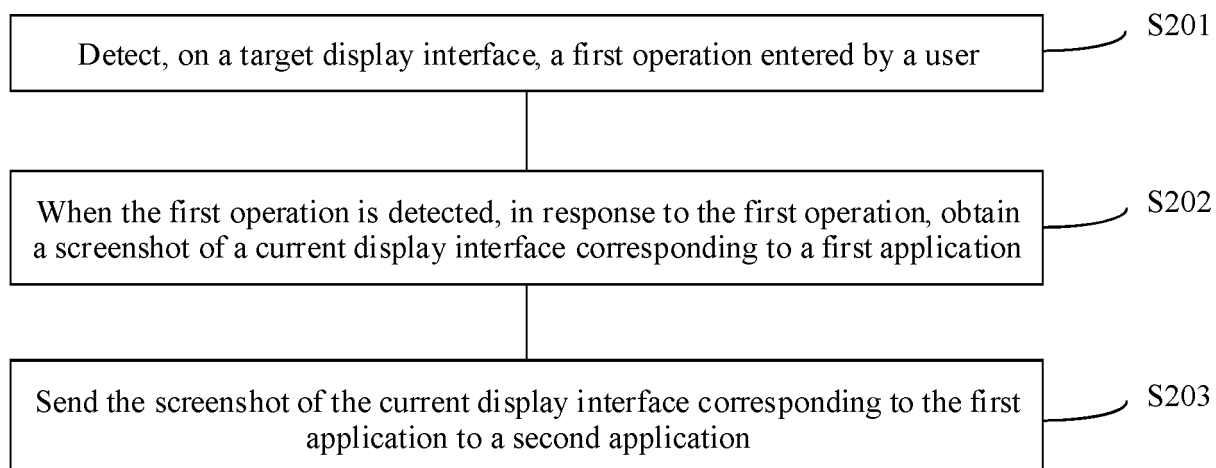 Detect, on a target display interface, a first operation entered by a user
S201
When the first operation is detected, in response to the first operation, obtain
a screenshot of a current display interface corresponding to a first application
S202
Send the screenshot of the current display interface corresponding to the first
application to a second application
S203